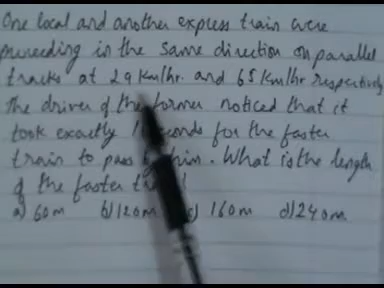 One local and another express train were
proceeding in the same direction on parallel
tracks at 29 km/hr. and 65 km/hr respectively
The driver of the former noticed that it
took exactly for the faster
train to pass by him. What is the length
of the faster
a) 60m b) 120m c) 160m d) 240m